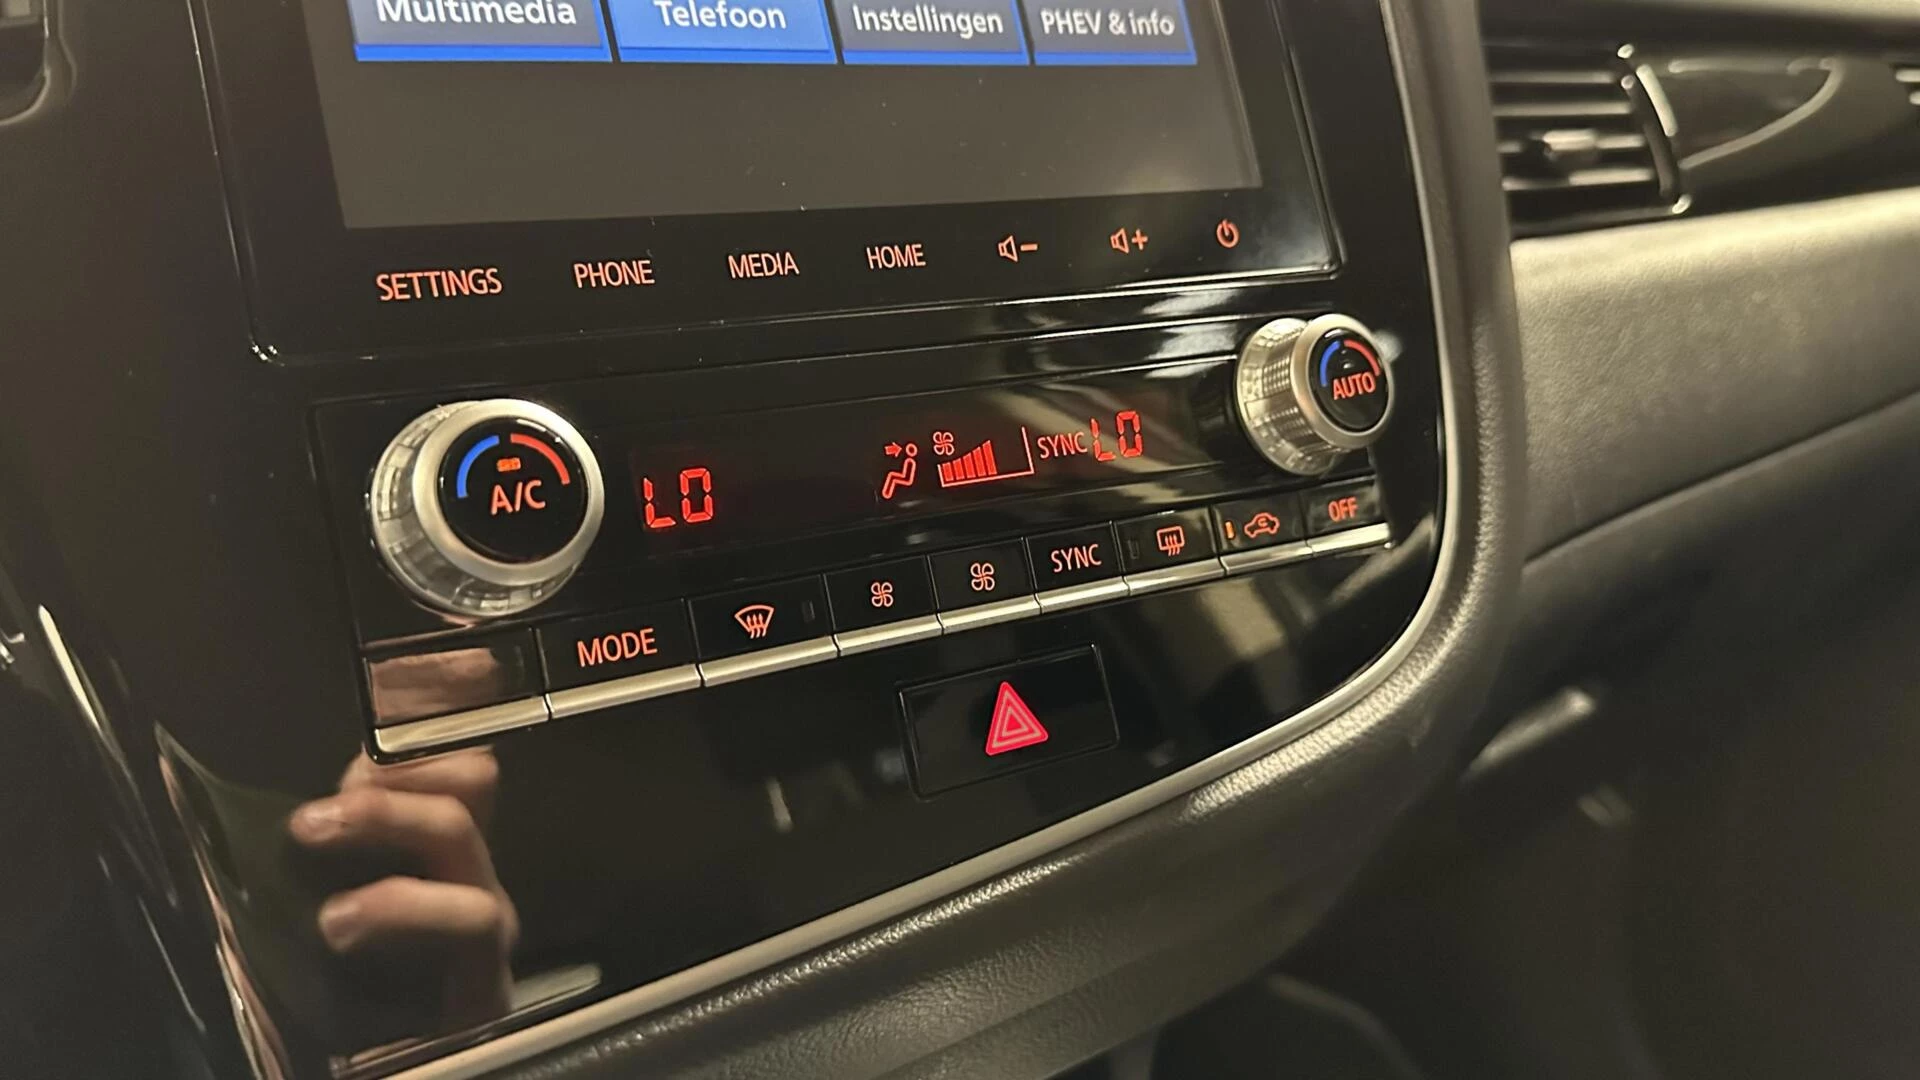 Multimedia Telefoon Instellingen PHEV & info
SETTINGS PHONE MEDIA HOME
A/C LO SYNC LO AUTO
MODE SYNC OFF